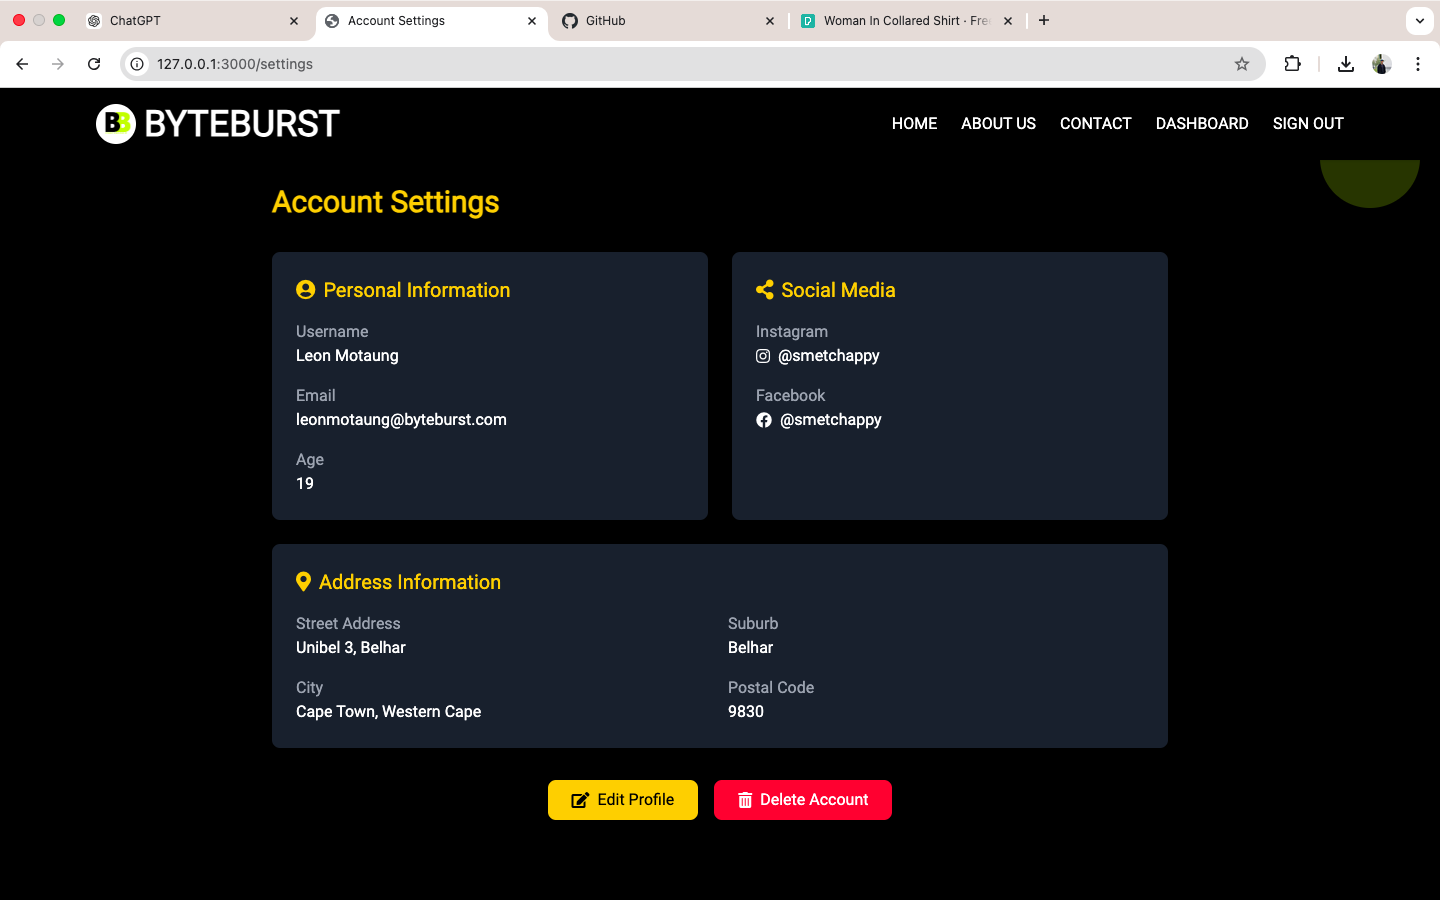 ChatGPT
Account Settings
GitHub
Woman In Collared Shirt · Fre
127.0.0.1:3000/settings
BB BYTEBURST
HOME ABOUT US CONTACT DASHBOARD SIGN OUT
Account Settings
Personal Information
Username
Leon Motaung
Email
leonmotaung@byteburst.com
Age
19
Social Media
Instagram
@smetchappy
Facebook
@smetchappy
Address Information
Street Address
Unibel 3, Belhar
Suburb
Belhar
City
Cape Town, Western Cape
Postal Code
9830
Edit Profile
Delete Account